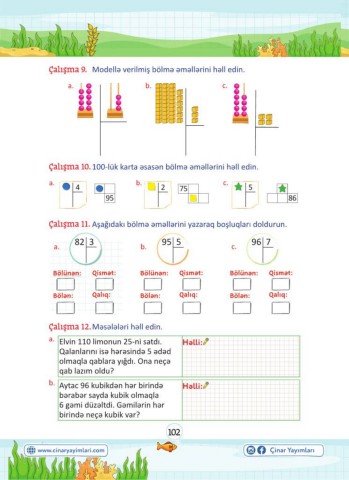 Çalışma 9. Modellə verilmiş bölmə əməllərini həll edin.
a. b. c.
Çalışma 10. 100-lük karta əsasən bölmə əməllərini həll edin.
a. 4 95 b. 2 75 c. 5 86
Çalışma 11. Aşağıdakı bölmə əməllərini yazaraq boşluqları doldurun.
a. 82 3 b. 95 5 c. 96 7
Bölünən: Qismət: Bölünən: Qismət: Bölünən: Qismət:
Bölən: Qalıq: Bölən: Qalıq: Bölən: Qalıq:
Çalışma 12. Məsələləri həll edin.
a. Elvin 110 limonun 25-ni satdı.
Qalanlarını isə hərəsində 5 ədəd
olmaqla qablara yığdı. Ona neçə
qab lazım oldu?
Həlli:
b. Aytac 96 kubikdən hər birində
bərabər sayda kubik olmaqla
6 gəmi düzəltdi. Gəmilərin hər
birində neçə kubik var?
Həlli:
102
www.cinaryayimlari.com
Çinar Yayımları